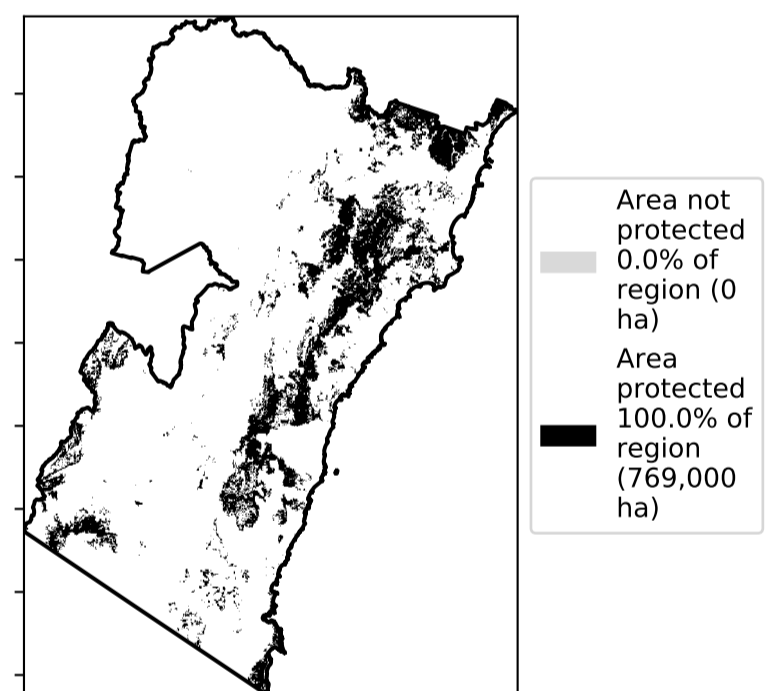 Area not
protected
0.0% of
region (0
ha)
Area
protected
100.0% of
region
(769,000
ha)